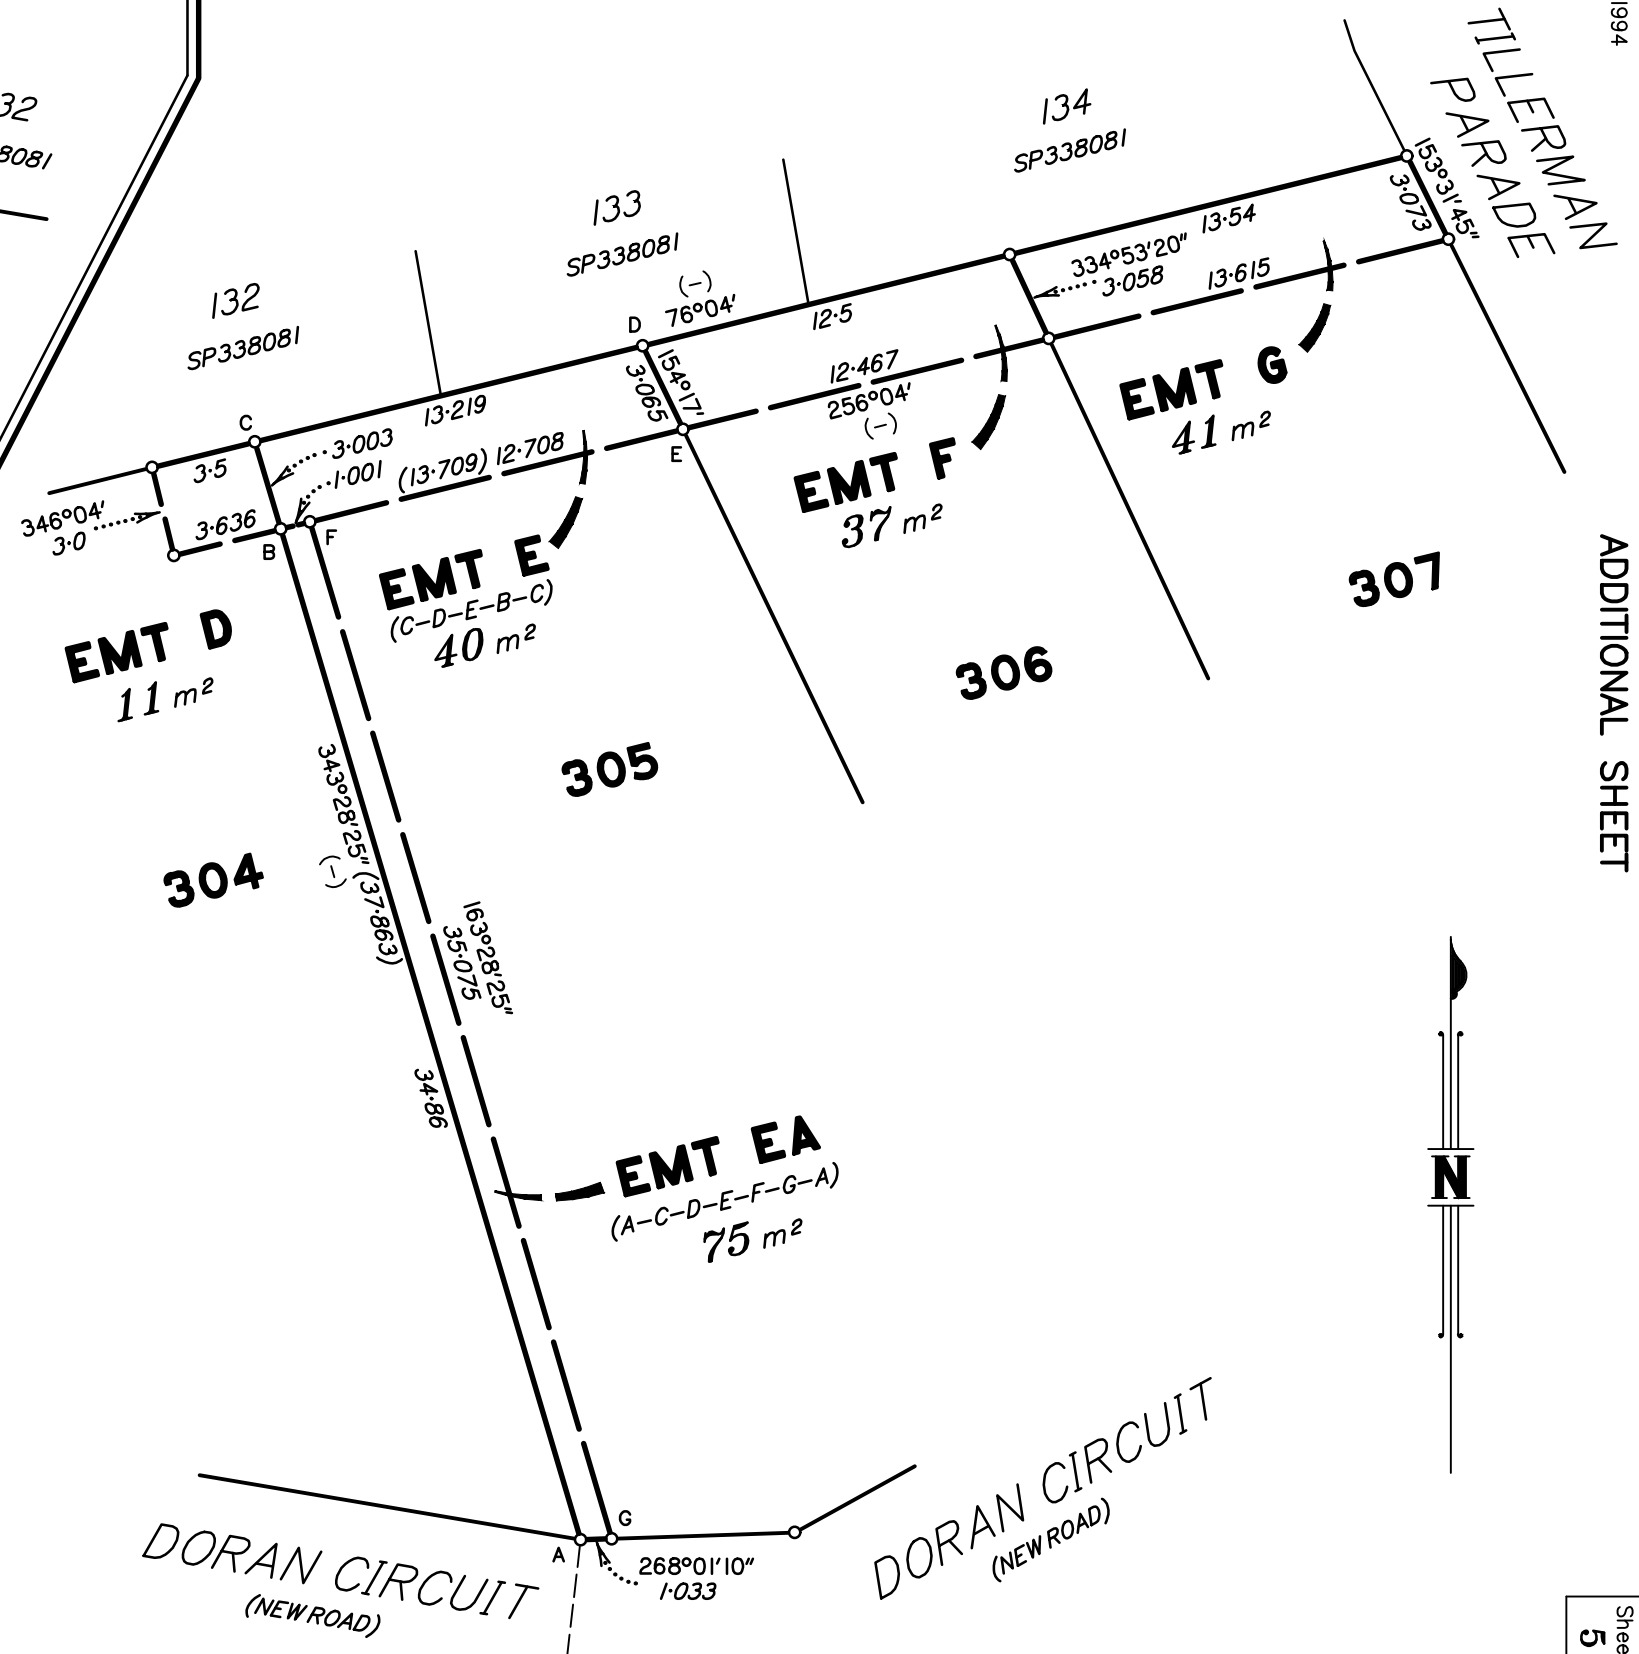 1994
TILLERMAN
PARADE
32
8081
134
SP338081
133
SP338081
132
SP338081
153°31'45"
3·073
13·54
334°53'20"
3·058
13·615
(–)
76°04'
D
12·5
154°17'
3·065
12·467
256°04'
(–)
E
EMT G
41 m²
C
13·219
3·003
1·001
(13·709) 12·708
3·5
346°04'
3·0
3·636
B
F
EMT F
37 m²
EMT E
(C–D–E–B–C)
40 m²
EMT D
11 m²
307
306
305
304
ADDITIONAL SHEET
343°28'25" (37·863)
(–)
163°28'25"
35·075
34·86
EMT EA
(A–C–D–E–F–G–A)
75 m²
N
G
A
268°01'10"
1·033
DORAN CIRCUIT
(NEW ROAD)
DORAN CIRCUIT
(NEW ROAD)
Shee
5